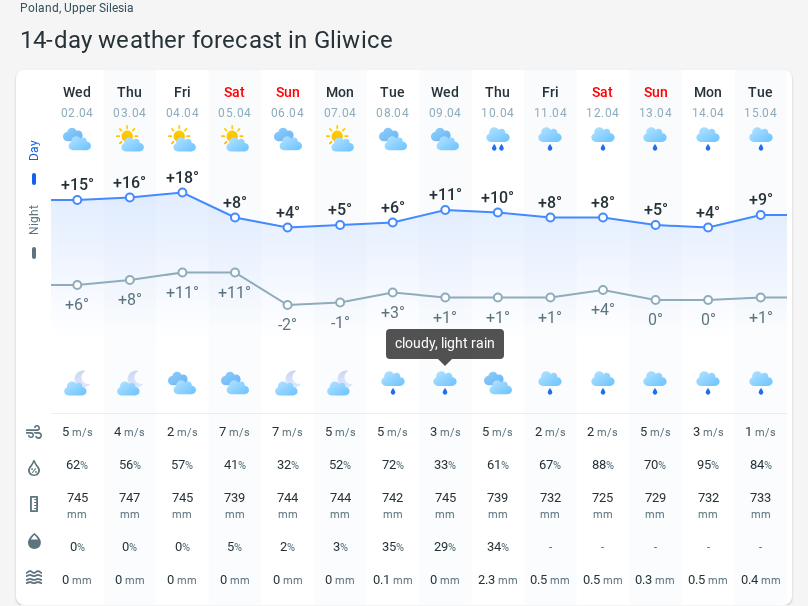 Poland, Upper Silesia
14-day weather forecast in Gliwice
Wed Thu Fri Sat Sun Mon Tue Wed Thu Fri Sat Sun Mon Tue
02.04 03.04 04.04 05.04 06.04 07.04 08.04 09.04 10.04 11.04 12.04 13.04 14.04 15.04
Day
Night
+15° +16° +18° +8° +4° +5° +6° +11° +10° +8° +8° +5° +4° +9°
+6° +8° +11° +11° -2° -1° +3° +1° +1° +1° +4° 0° 0° +1°
cloudy, light rain
5 m/s 4 m/s 2 m/s 7 m/s 7 m/s 5 m/s 5 m/s 3 m/s 5 m/s 2 m/s 2 m/s 5 m/s 3 m/s 1 m/s
62% 56% 57% 41% 32% 52% 72% 33% 61% 67% 88% 70% 95% 84%
745 747 745 739 744 744 742 745 739 732 725 729 732 733
mm mm mm mm mm mm mm mm mm mm mm mm mm mm
0% 0% 0% 5% 2% 3% 35% 29% 34% - - - - -
0 mm 0 mm 0 mm 0 mm 0 mm 0 mm 0.1 mm 0 mm 2.3 mm 0.5 mm 0.5 mm 0.3 mm 0.5 mm 0.4 mm